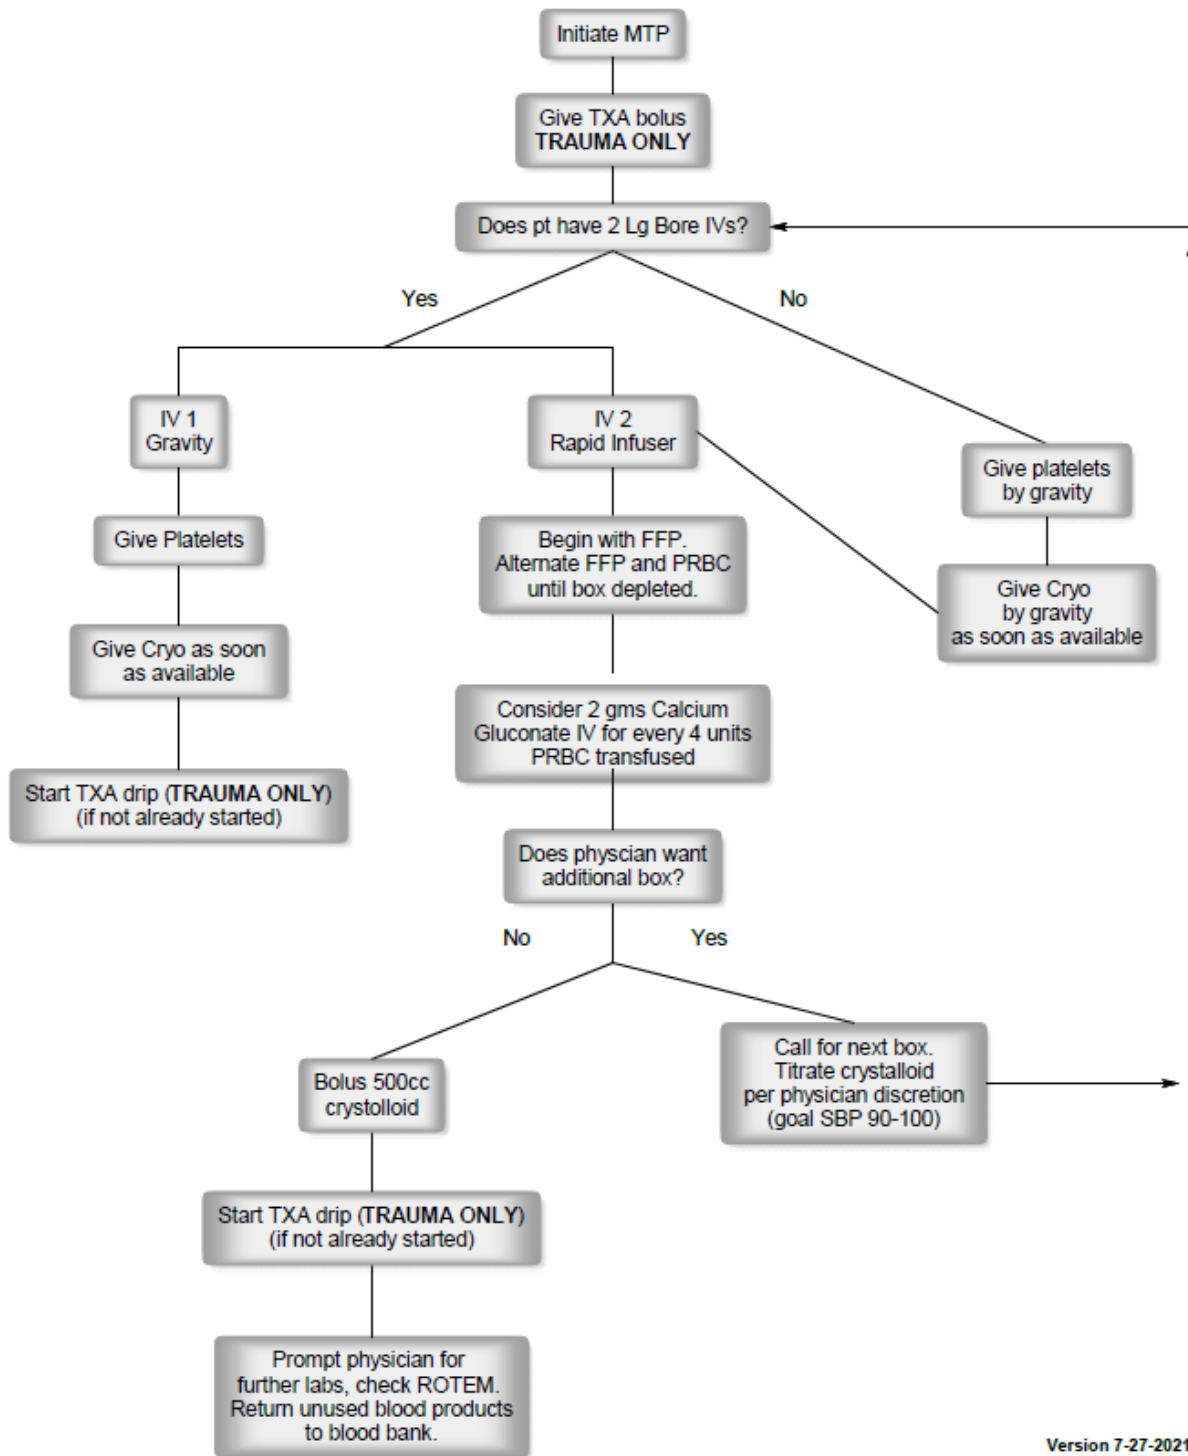 Initiate MTP
Give TXA bolus
TRAUMA ONLY
Does pt have 2 Lg Bore IVs?
Yes
No
IV 1
Gravity
IV 2
Rapid Infuser
Give platelets
by gravity
Give Platelets
Begin with FFP.
Alternate FFP and PRBC
until box depleted.
Give Cryo
by gravity
as soon as available
Give Cryo as soon
as available
Consider 2 gms Calcium
Gluconate IV for every 4 units
PRBC transfused
Start TXA drip (TRAUMA ONLY)
(if not already started)
Does physcian want
additional box?
No
Yes
Call for next box.
Titrate crystalloid
per physician discretion
(goal SBP 90-100)
Bolus 500cc
crystolloid
Start TXA drip (TRAUMA ONLY)
(if not already started)
Prompt physician for
further labs, check ROTEM.
Return unused blood products
to blood bank.
Version 7-27-2021